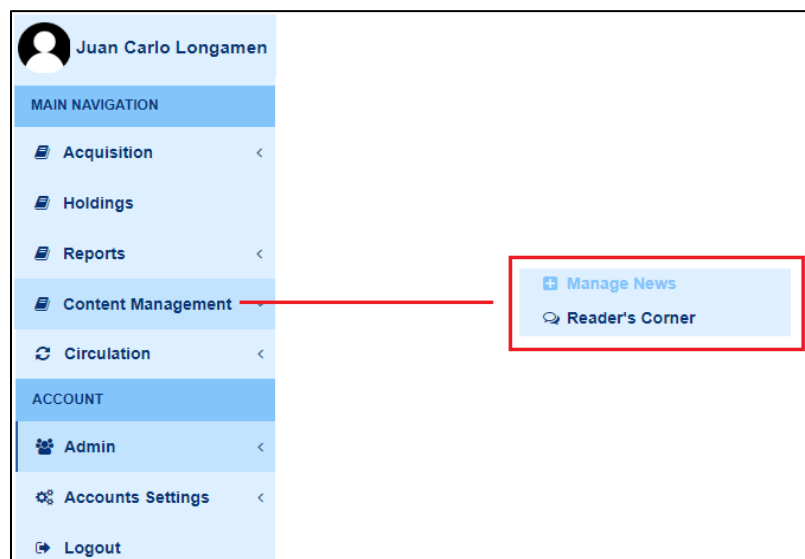 Juan Carlo Longamen
MAIN NAVIGATION
Acquisition
Holdings
Reports
Content Management
Circulation
ACCOUNT
Admin
Accounts Settings
Logout
Manage News
Reader's Corner